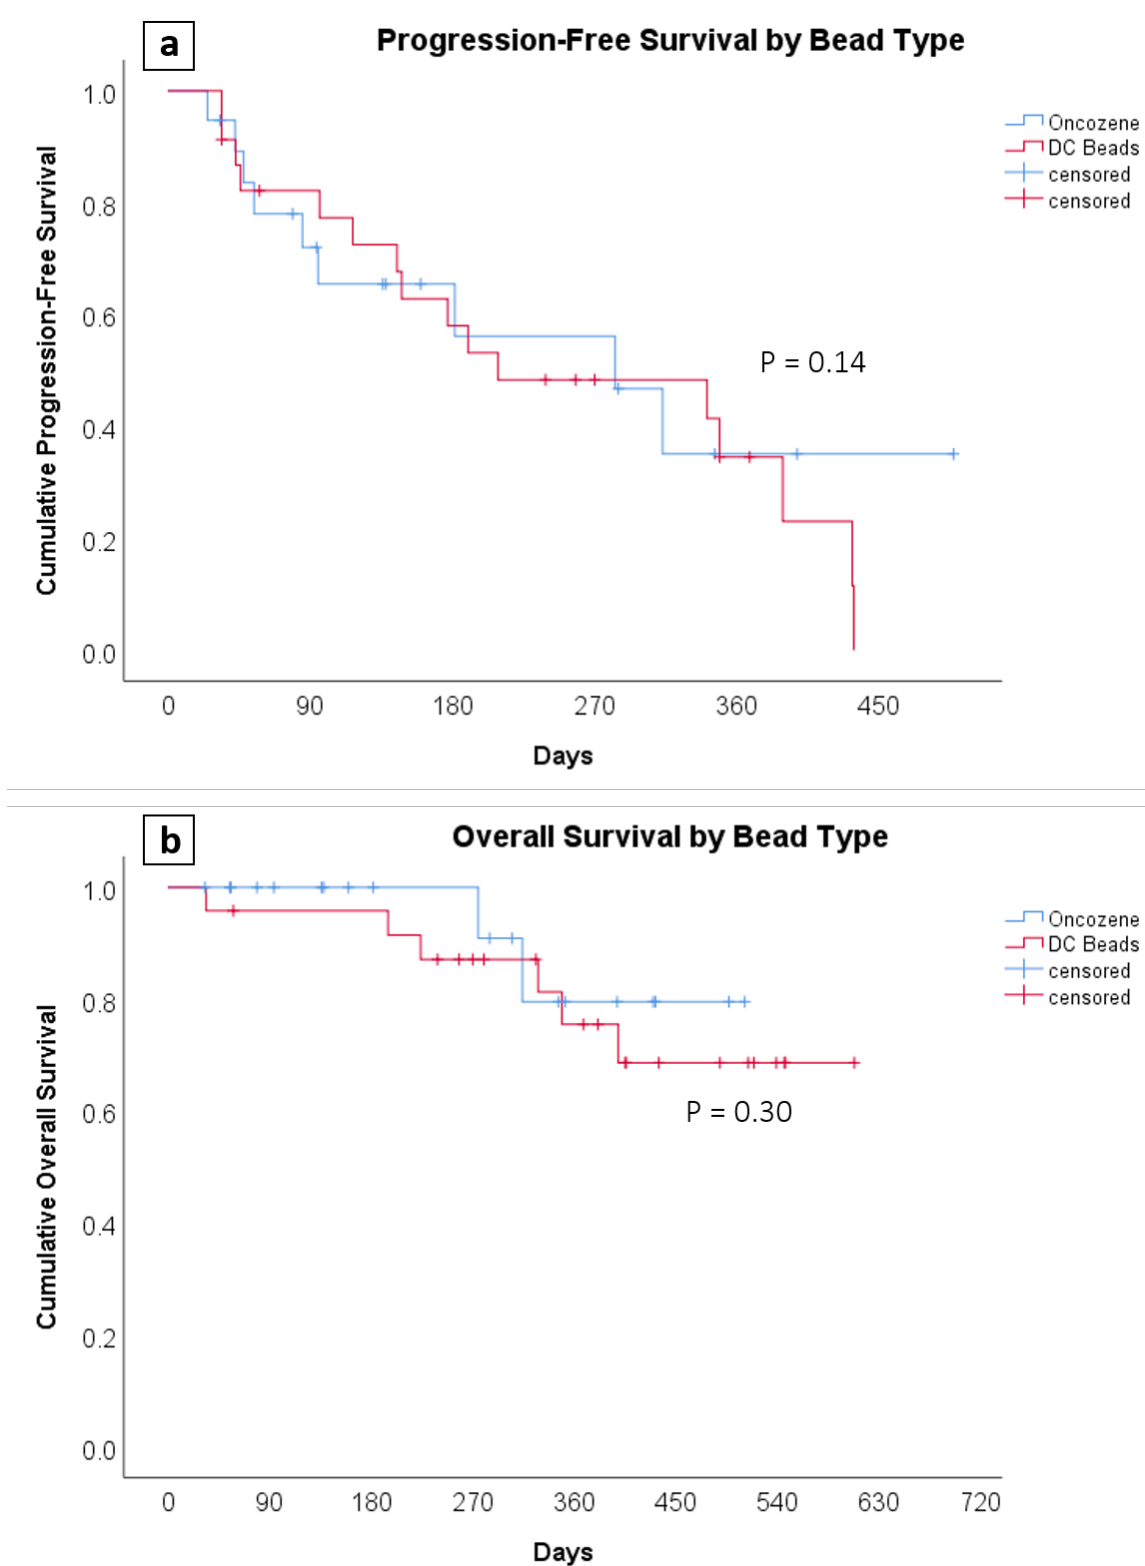 a
Progression-Free Survival by Bead Type
Cumulative Progression-Free Survival
1.0
0.8
0.6
0.4
0.2
0.0
Oncozene
DC Beads
censored
censored
P = 0.14
0 90 180 270 360 450
Days
b
Overall Survival by Bead Type
Cumulative Overall Survival
1.0
0.8
0.6
0.4
0.2
0.0
Oncozene
DC Beads
censored
censored
P = 0.30
0 90 180 270 360 450 540 630 720
Days